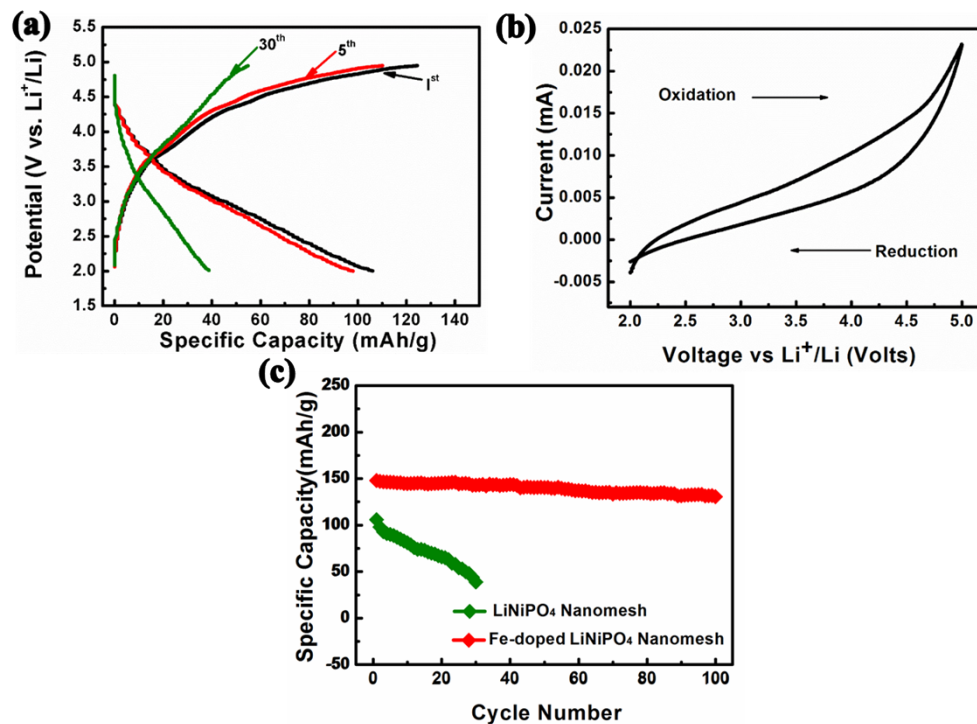 (a)
Potential (V vs. Li⁺/Li)
5.0
4.5
4.0
3.5
3.0
2.5
2.0
1.5
30ᵗʰ
5ᵗʰ
Iˢᵗ
0 20 40 60 80 100 120 140
Specific Capacity (mAh/g)
(b)
Current (mA)
0.025
0.020
0.015
0.010
0.005
0.000
-0.005
Oxidation
Reduction
2.0 2.5 3.0 3.5 4.0 4.5 5.0
Voltage vs Li⁺/Li (Volts)
(c)
Specific Capacity(mAh/g)
250
200
150
100
50
0
-50
LiNiPO₄ Nanomesh
Fe-doped LiNiPO₄ Nanomesh
0 20 40 60 80 100
Cycle Number